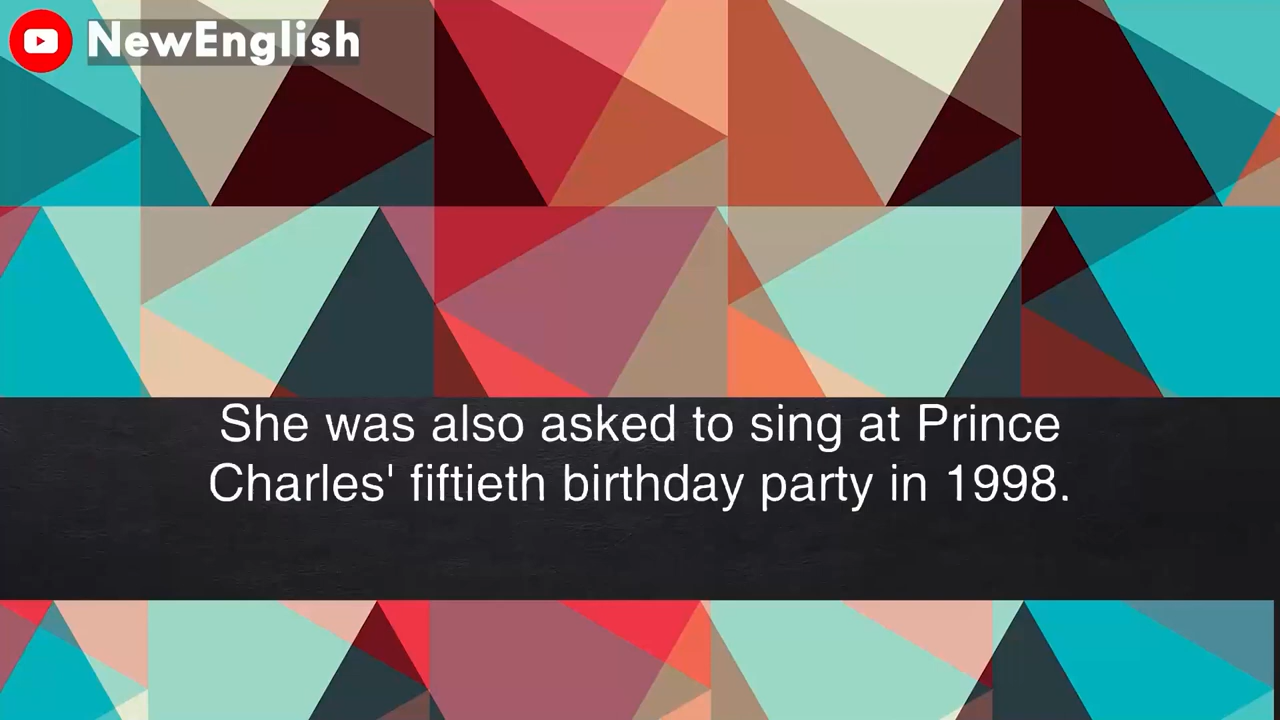 NewEnglish
She was also asked to sing at Prince
Charles' fiftieth birthday party in 1998.